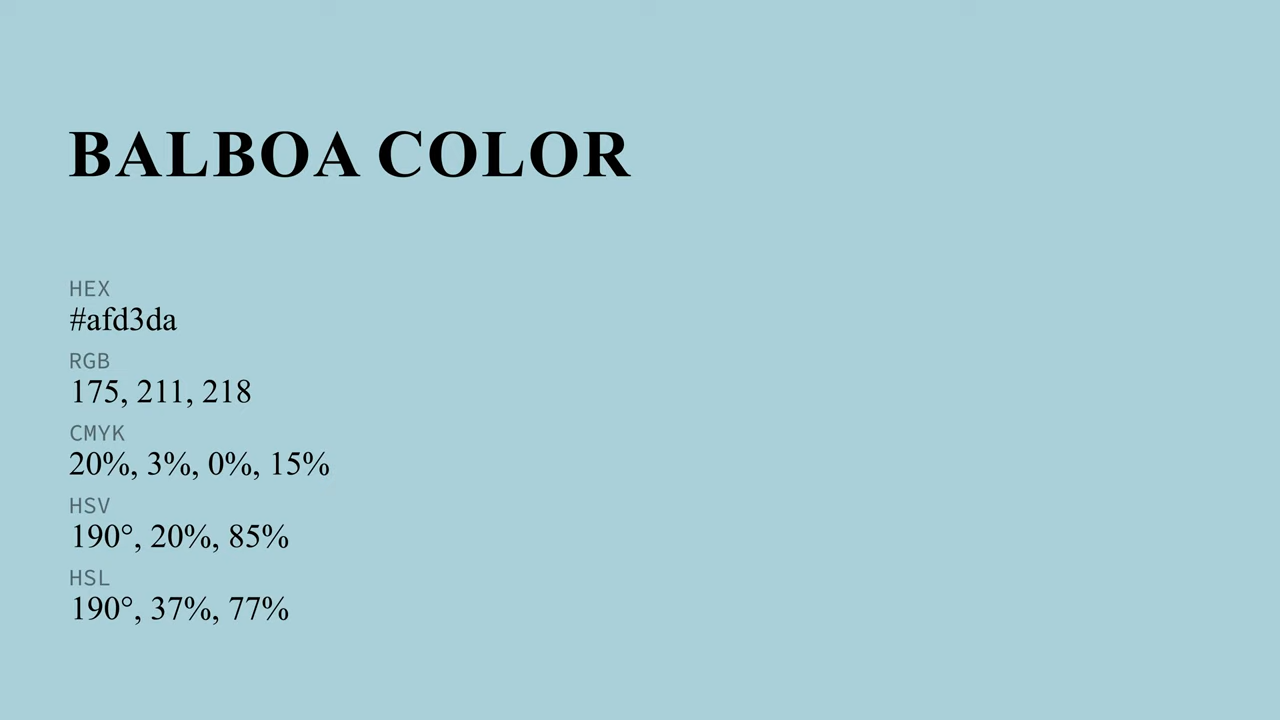 BALBOA COLOR
HEX
#afd3da
RGB
175, 211, 218
CMYK
20%, 3%, 0%, 15%
HSV
190°, 20%, 85%
HSL
190°, 37%, 77%